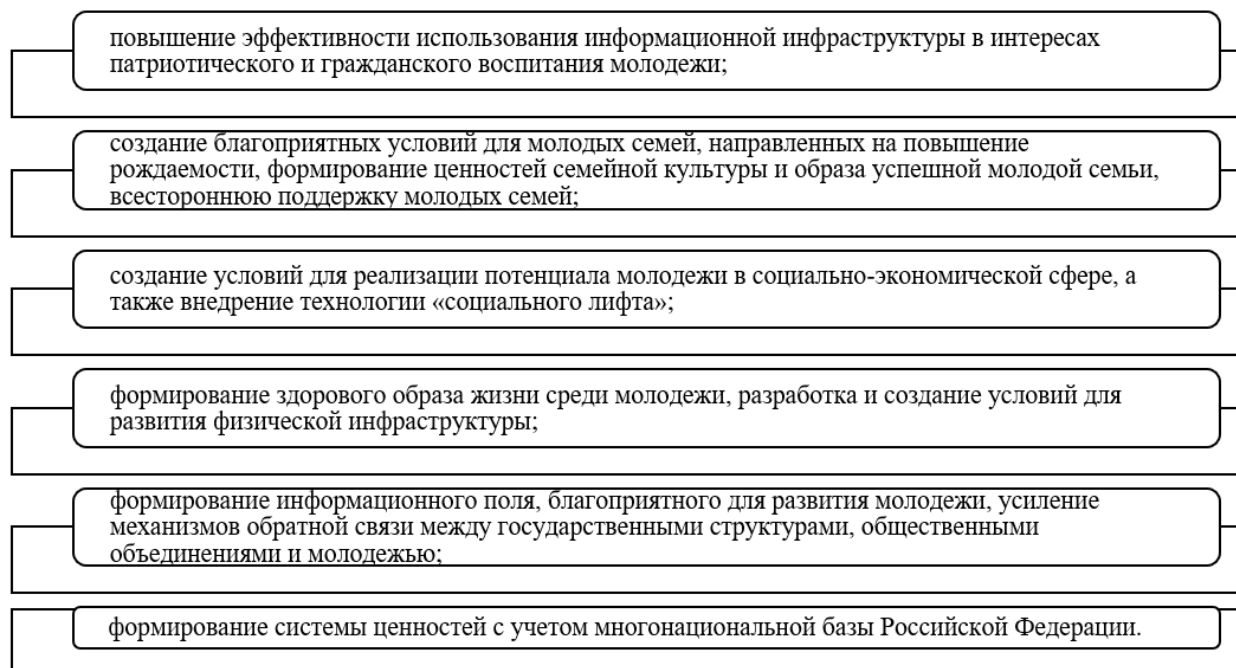 повышение эффективности использования информационной инфраструктуры в интересах
патриотического и гражданского воспитания молодежи;
создание благоприятных условий для молодых семей, направленных на повышение
рождаемости, формирование ценностей семейной культуры и образа успешной молодой семьи,
всестороннюю поддержку молодых семей;
создание условий для реализации потенциала молодежи в социально-экономической сфере, а
также внедрение технологии «социального лифта»;
формирование здорового образа жизни среди молодежи, разработка и создание условий для
развития физической инфраструктуры;
формирование информационного поля, благоприятного для развития молодежи, усиление
механизмов обратной связи между государственными структурами, общественными
объединениями и молодежью;
формирование системы ценностей с учетом многонациональной базы Российской Федерации.